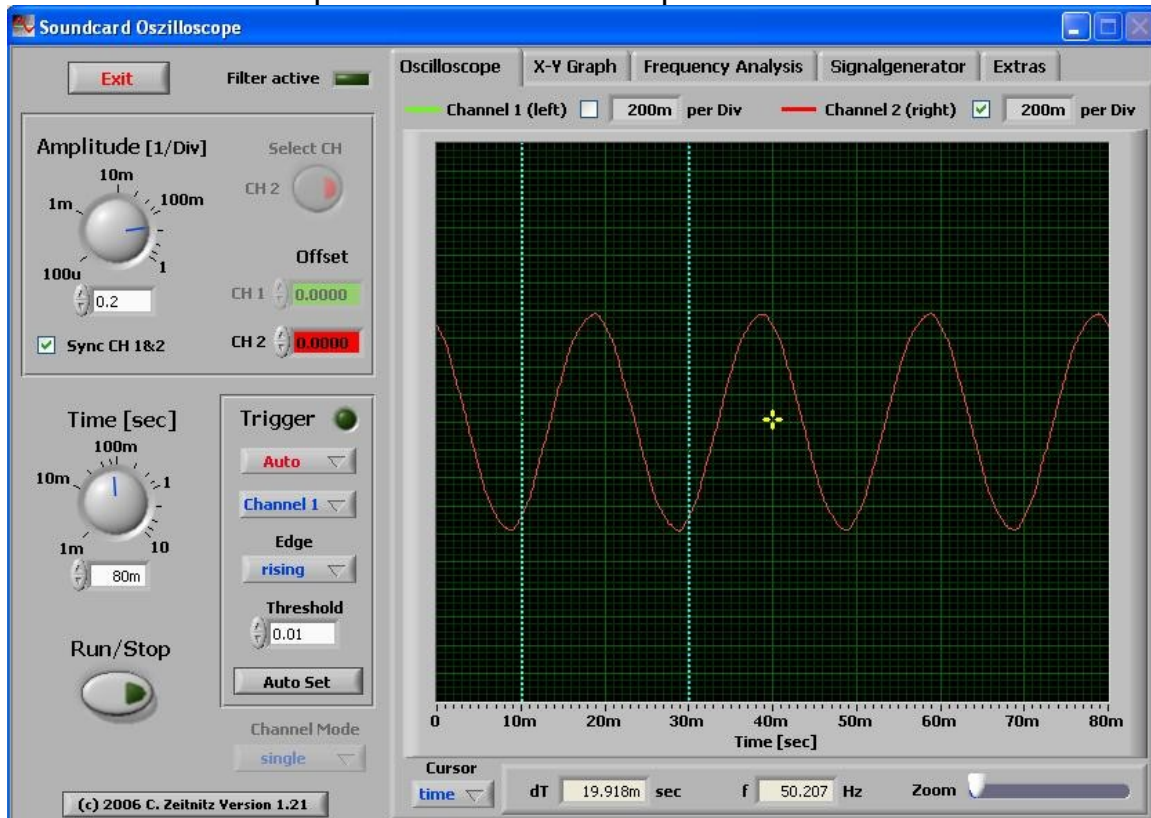 Soundcard Oszilloscope
Exit
Filter active
Amplitude [1/Div]
10m
1m
100m
100u
1
0.2
Sync CH 1&2
Select CH
CH 2
Offset
CH 1 0.0000
CH 2 0.0000
Time [sec]
100m
10m
1
1m
10
80m
Run/Stop
Trigger
Auto
Channel 1
Edge
rising
Threshold
0.01
Auto Set
Channel Mode
single
(c) 2006 C. Zeitnitz Version 1.21
Oscilloscope X-Y Graph Frequency Analysis Signalgenerator Extras
Channel 1 (left) 200m per Div Channel 2 (right) 200m per Div
0 10m 20m 30m 40m 50m 60m 70m 80m
Time [sec]
Cursor
time
dT 19.918m sec f 50.207 Hz Zoom